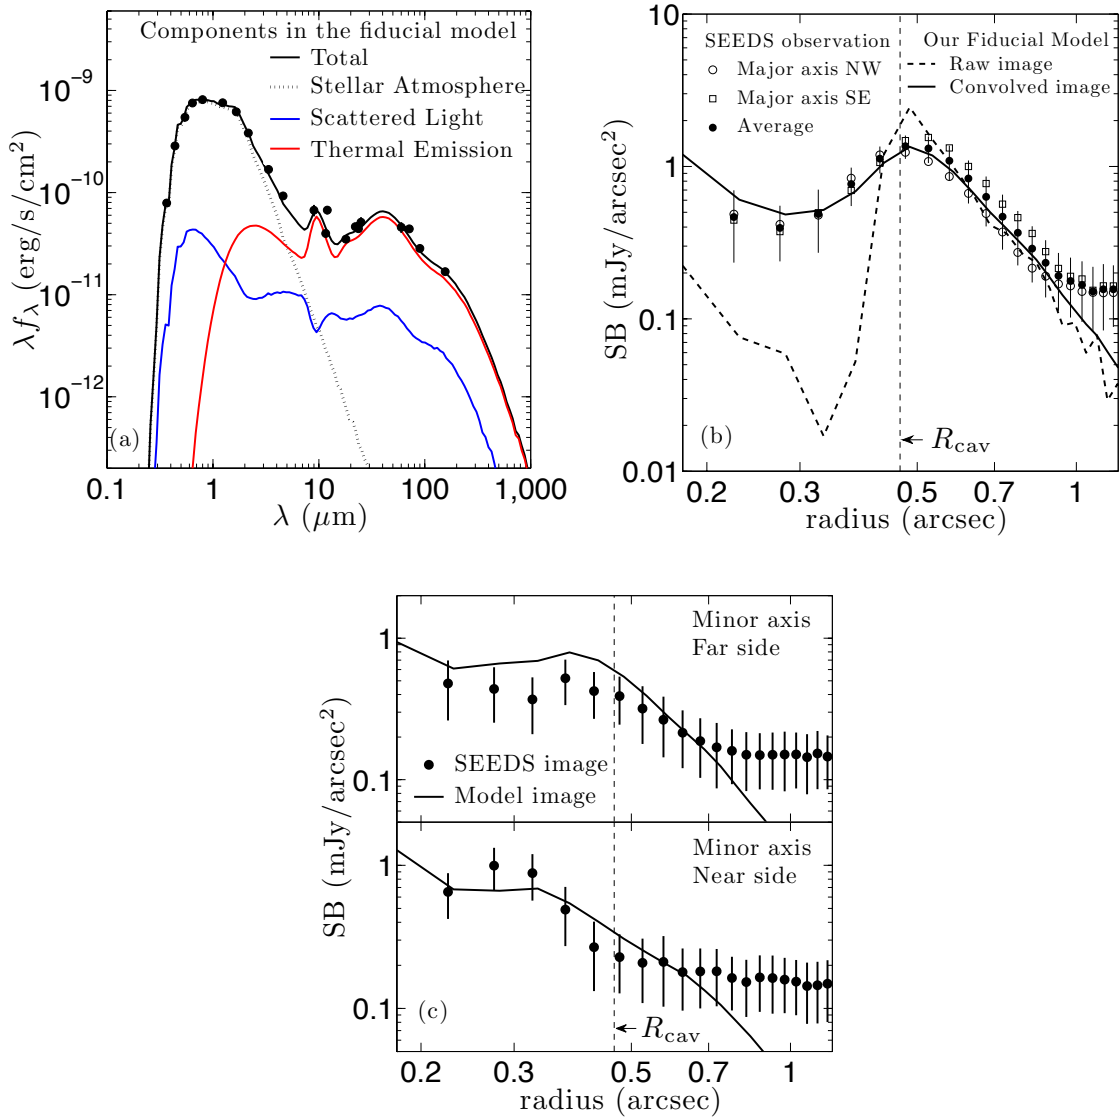 Components in the fiducial model
Total
Stellar Atmosphere
Scattered Light
Thermal Emission
10⁻⁹
10⁻¹⁰
10⁻¹¹
10⁻¹²
λf_λ (erg/s/cm²)
(a)
0.1 1 10 100 1,000
λ (μm)
SEEDS observation
Major axis NW
Major axis SE
Average
Our Fiducial Model
Raw image
Convolved image
10
1
0.1
0.01
SB (mJy/arcsec²)
(b)
R_cav
0.2 0.3 0.5 0.7 1
radius (arcsec)
Minor axis
Far side
SEEDS image
Model image
1
0.1
SB (mJy/arcsec²)
Minor axis
Near side
1
0.1
(c)
R_cav
0.2 0.3 0.5 0.7 1
radius (arcsec)